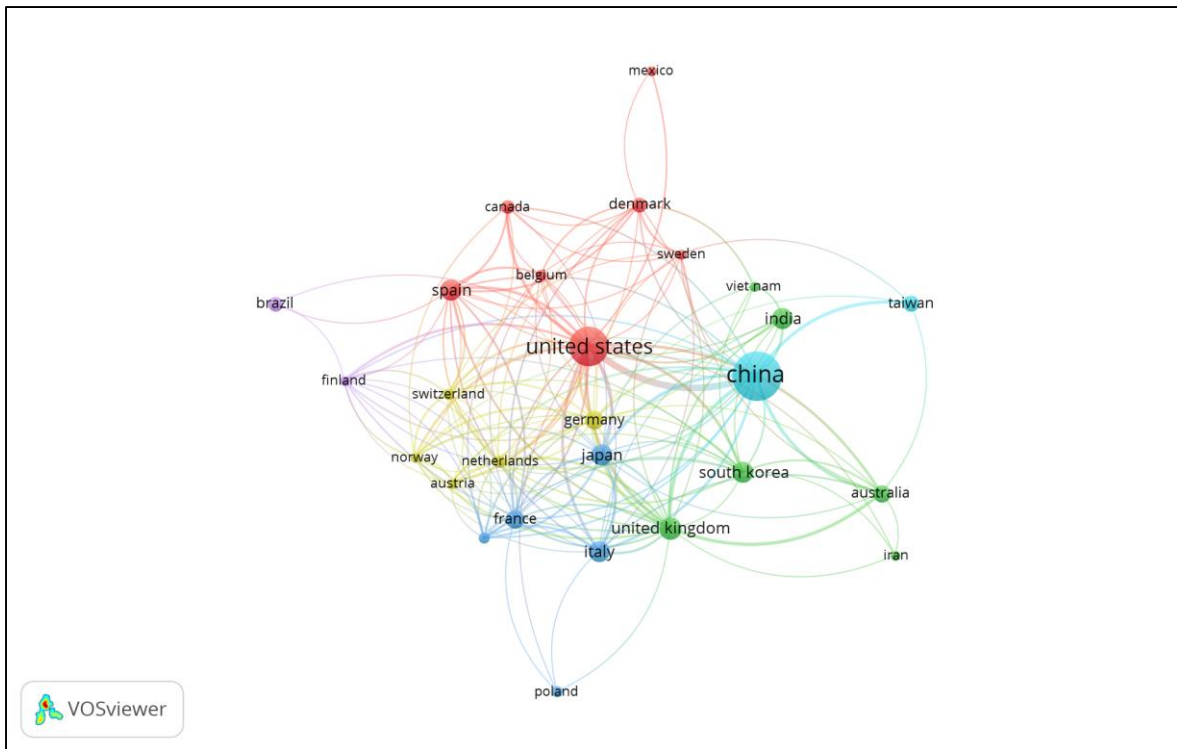 mexico
canada
denmark
sweden
belgium
viet nam
spain
brazil
taiwan
india
united states
china
finland
switzerland
germany
norway
netherlands
japan
south korea
austria
australia
france
united kingdom
italy
iran
poland
VOSviewer